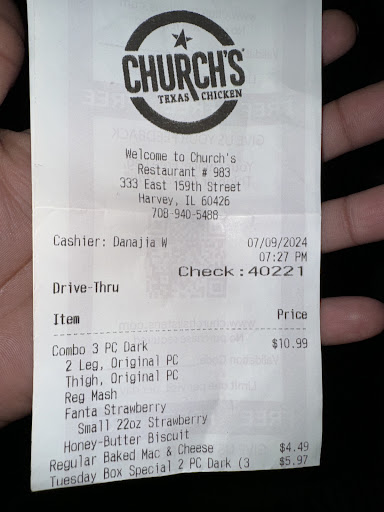 CHURCH'S
TEXAS CHICKEN
Welcome to Church's
Restaurant # 983
333 East 159th Street
Harvey, IL 60426
708-940-5488
Cashier: Danajia W 07/09/2024
07:27 PM
Check:40221
Drive-Thru
Item Price
Combo 3 PC Dark $10.99
2 Leg, Original PC
Thigh, Original PC
Reg Mash
Fanta Strawberry
Small 22oz Strawberry
Honey-Butter Biscuit
Regular Baked Mac & Cheese $4.49
Tuesday Box Special 2 PC Dark (3 $5.97